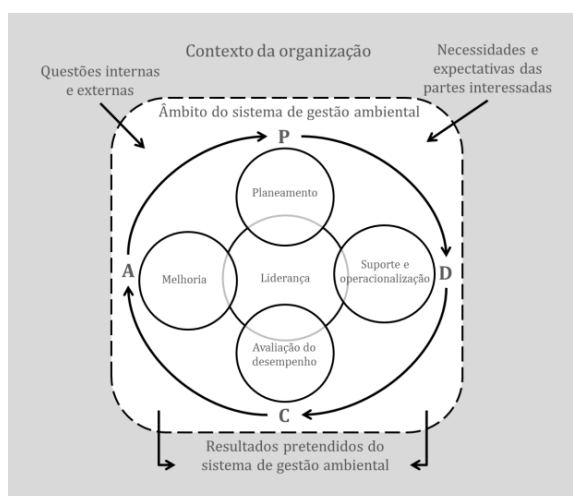 Contexto da organização
Questões internas
e externas
Necessidades e
expectativas das
partes interessadas
Âmbito do sistema de gestão ambiental
P
Planeamento
A
Melhoria
Liderança
Suporte e
operacionalização
D
Avaliação do
desempenho
C
Resultados pretendidos do
sistema de gestão ambiental